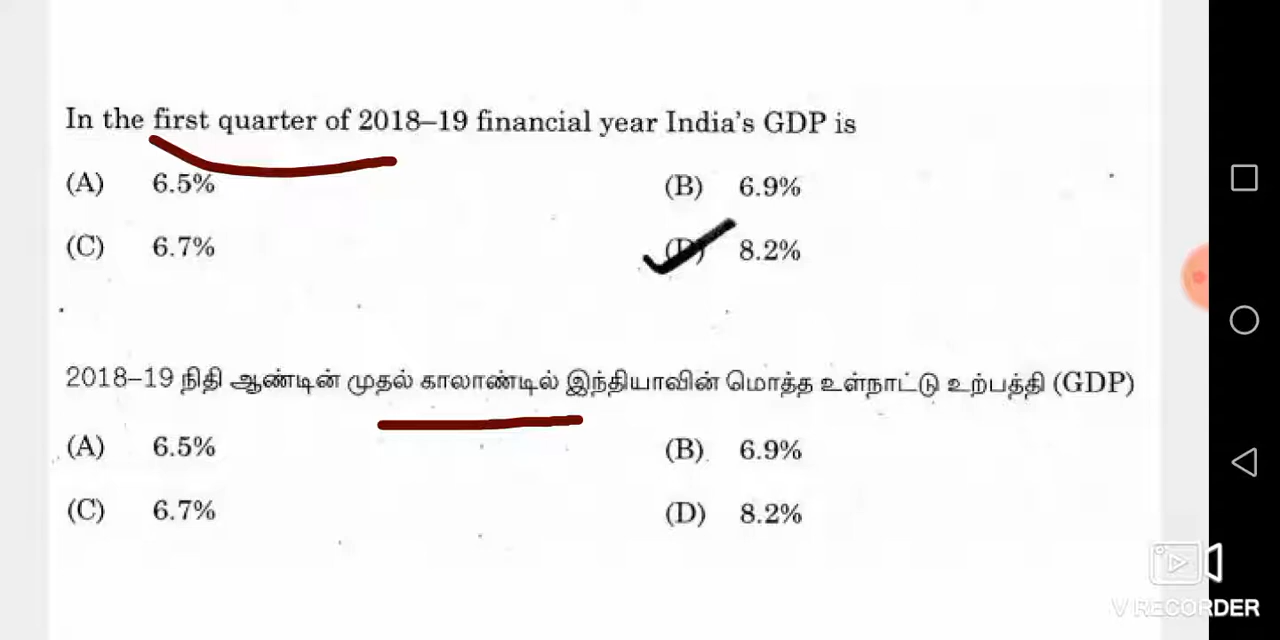 In the first quarter of 2018–19 financial year India's GDP is
(A) 6.5% (B) 6.9%
(C) 6.7% (D) 8.2%
2018–19 நிதி ஆண்டின் முதல் காலாண்டில் இந்தியாவின் மொத்த உள்நாட்டு உற்பத்தி (GDP)
(A) 6.5% (B) 6.9%
(C) 6.7% (D) 8.2%
V RECORDER